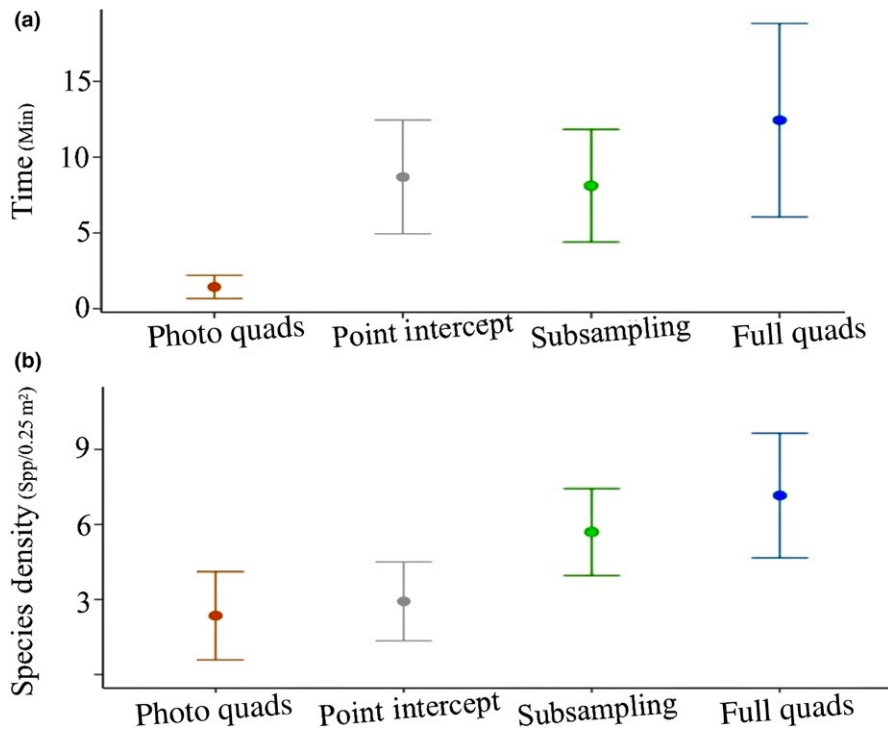 (a)
Time (Min)
15
10
5
0
Photo quads Point intercept Subsampling Full quads
(b)
Species density (Spp/0.25 m²)
9
6
3
Photo quads Point intercept Subsampling Full quads